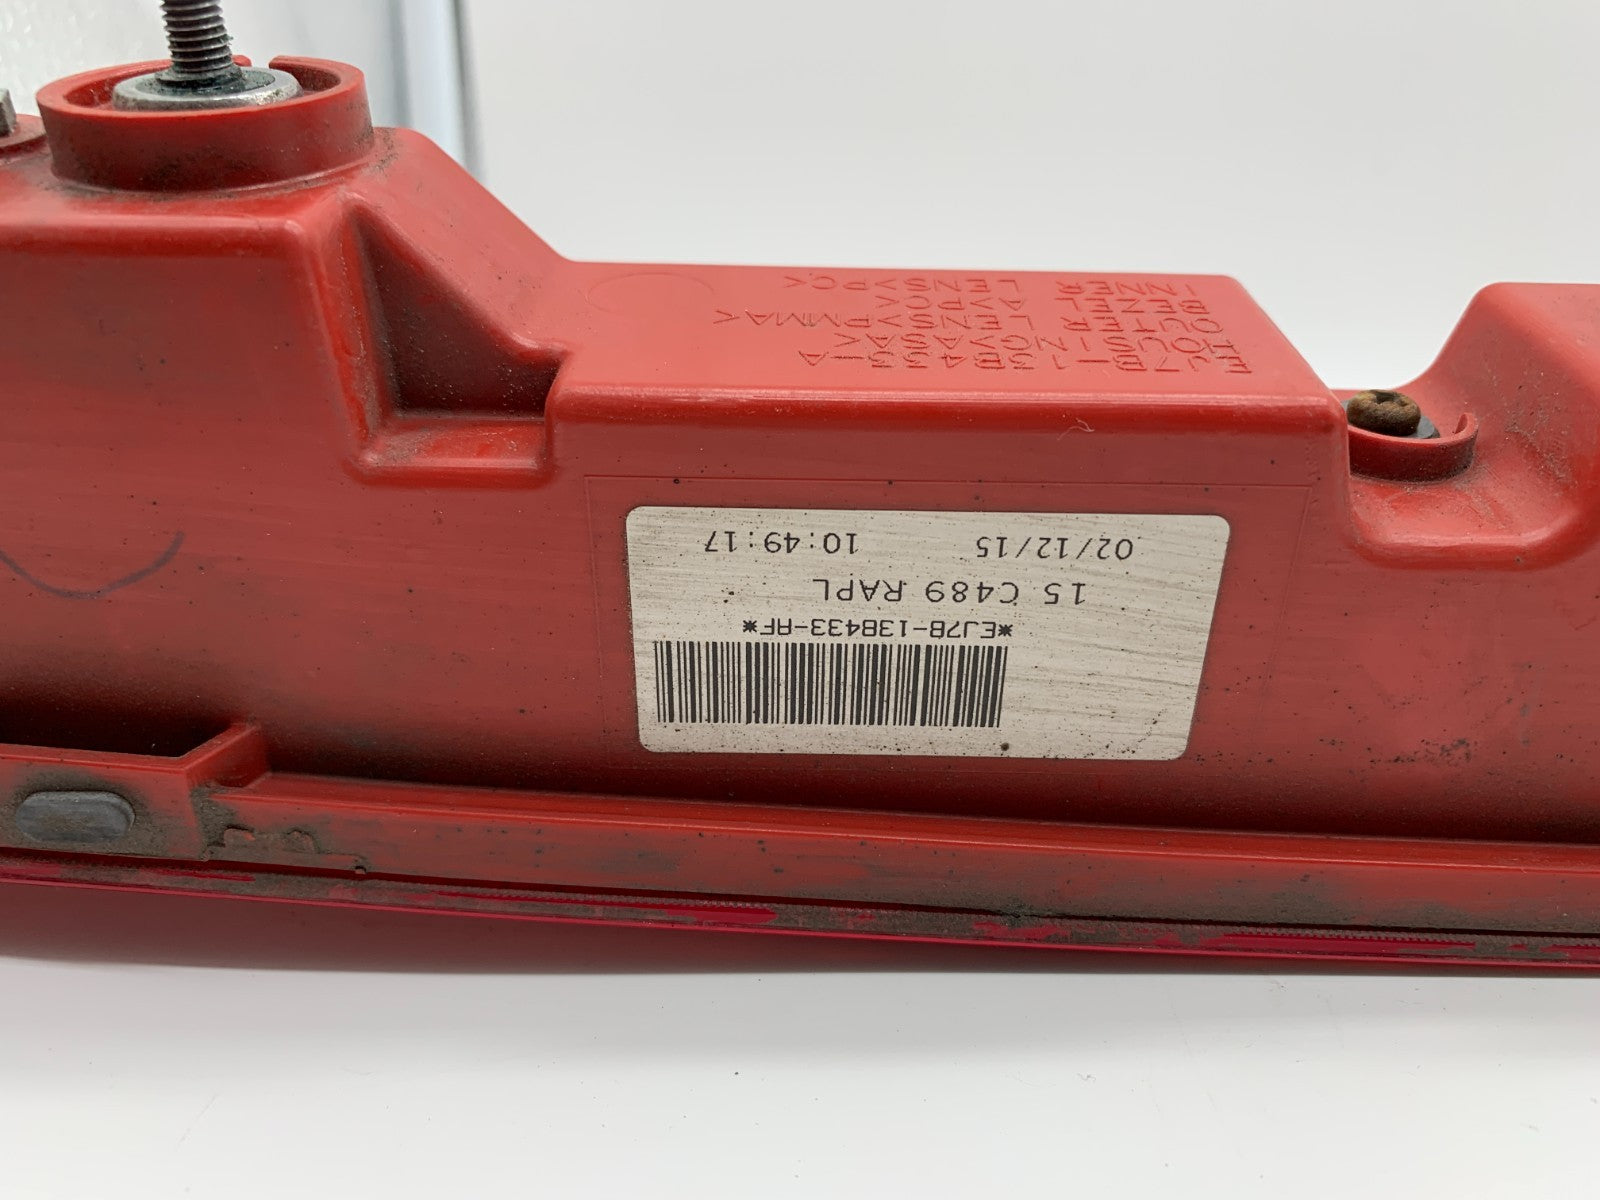 EJ7B-13B433-A
HOUSING>ASA<
OUTER LENS>PMMA<
BEZEL A>PC<
INNER LENS>PC<
*EJ7B-13B433-AF*
15 C489 RAPL
02/12/15 10:49:17